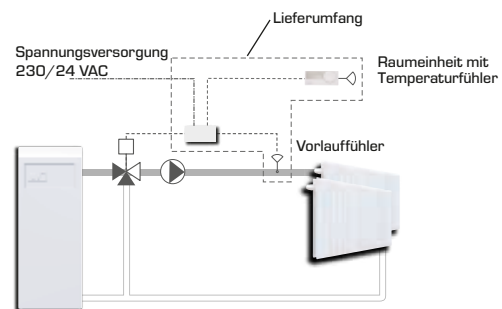 Lieferumfang
Spannungsversorgung
230/24 VAC
Raumeinheit mit
Temperaturfühler
Vorlauffühler